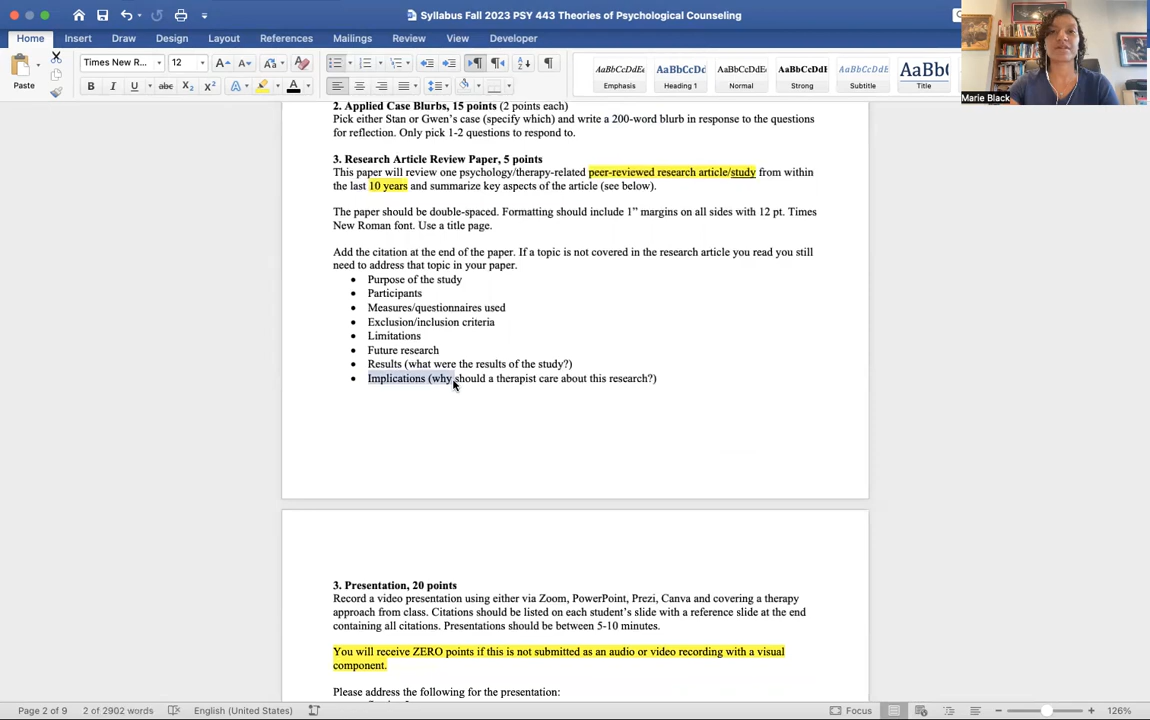 Syllabus Fall 2023 PSY 443 Theories of Psychological Counseling
Home Insert Draw Design Layout References Mailings Review View Developer
Paste
Times New R... 12
AaBbCcDdEe AaBbCcDc AaBbCcDdEe AaBbCcDdE AaBbCcDdEe AaBb(
Emphasis Heading 1 Normal Strong Subtitle Title
Marie Black
2. Applied Case Blurbs, 15 points (2 points each)
Pick either Stan or Gwen's case (specify which) and write a 200-word blurb in response to the questions
for reflection. Only pick 1-2 questions to respond to.
3. Research Article Review Paper, 5 points
This paper will review one psychology/therapy-related peer-reviewed research article/study from within
the last 10 years and summarize key aspects of the article (see below).
The paper should be double-spaced. Formatting should include 1” margins on all sides with 12 pt. Times
New Roman font. Use a title page.
Add the citation at the end of the paper. If a topic is not covered in the research article you read you still
need to address that topic in your paper.
• Purpose of the study
• Participants
• Measures/questionnaires used
• Exclusion/inclusion criteria
• Limitations
• Future research
• Results (what were the results of the study?)
• Implications (why should a therapist care about this research?)
3. Presentation, 20 points
Record a video presentation using either via Zoom, PowerPoint, Prezi, Canva and covering a therapy
approach from class. Citations should be listed on each student's slide with a reference slide at the end
containing all citations. Presentations should be between 5-10 minutes.
You will receive ZERO points if this is not submitted as an audio or video recording with a visual
component.
Please address the following for the presentation:
Page 2 of 9 2 of 2902 words English (United States) Focus 126%